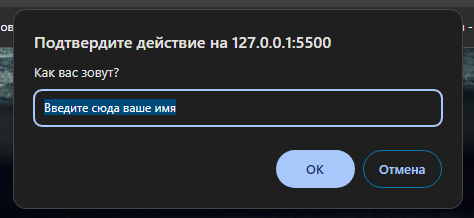 Подтвердите действие на 127.0.0.1:5500
Как вас зовут?
Введите сюда ваше имя
OK
Отмена